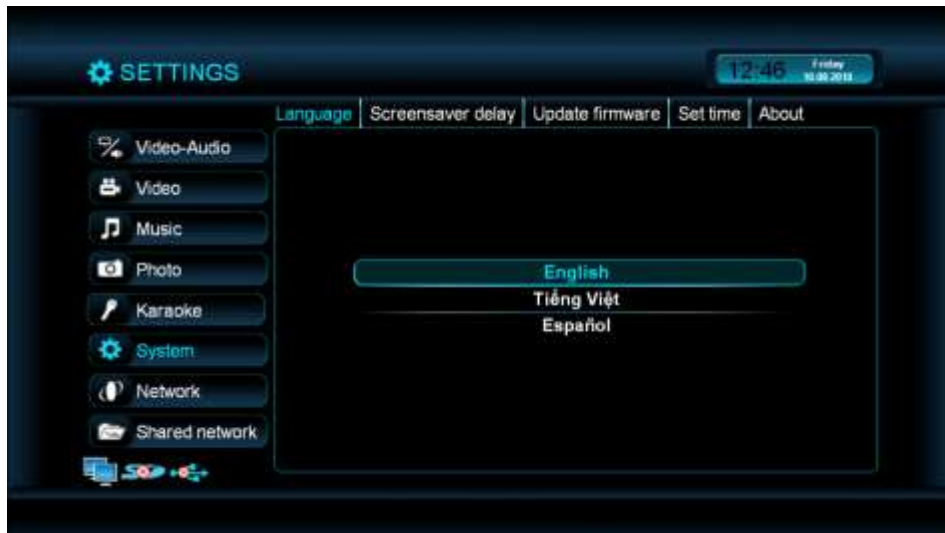 SETTINGS
12:46 Friday
Language Screensaver delay Update firmware Set time About
Video-Audio
Video
Music
Photo
Karaoke
System
Network
Shared network
English
Tiếng Việt
Español